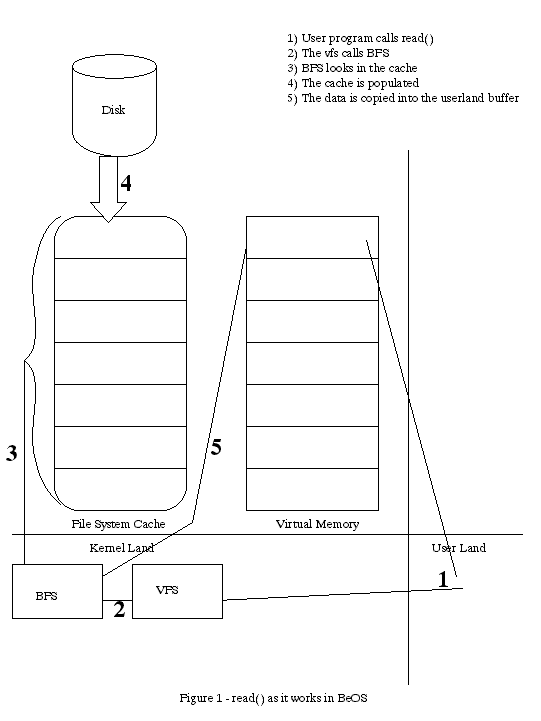 1) User program calls read()
2) The vfs calls BFS
3) BFS looks in the cache
4) The cache is populated
5) The data is copied into the userland buffer
Disk
4
3
5
File System Cache
Virtual Memory
Kernel Land
User Land
BFS
2
VFS
1
Figure 1 - read() as it works in BeOS